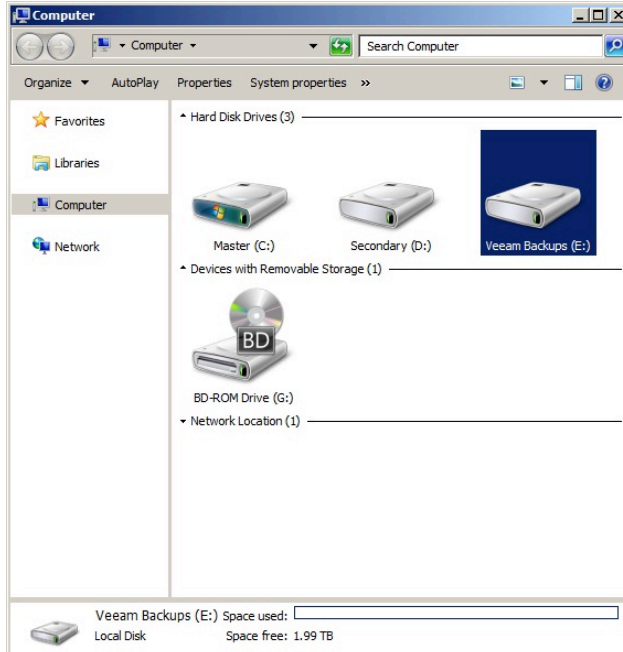 Computer
Computer
Search Computer
Organize
AutoPlay
Properties
System properties
»
Favorites
Libraries
Computer
Network
Hard Disk Drives (3)
Master (C:)
Secondary (D:)
Veeam Backups (E:)
Devices with Removable Storage (1)
BD
BD-ROM Drive (G:)
Network Location (1)
Veeam Backups (E:) Space used:
Local Disk Space free: 1.99 TB